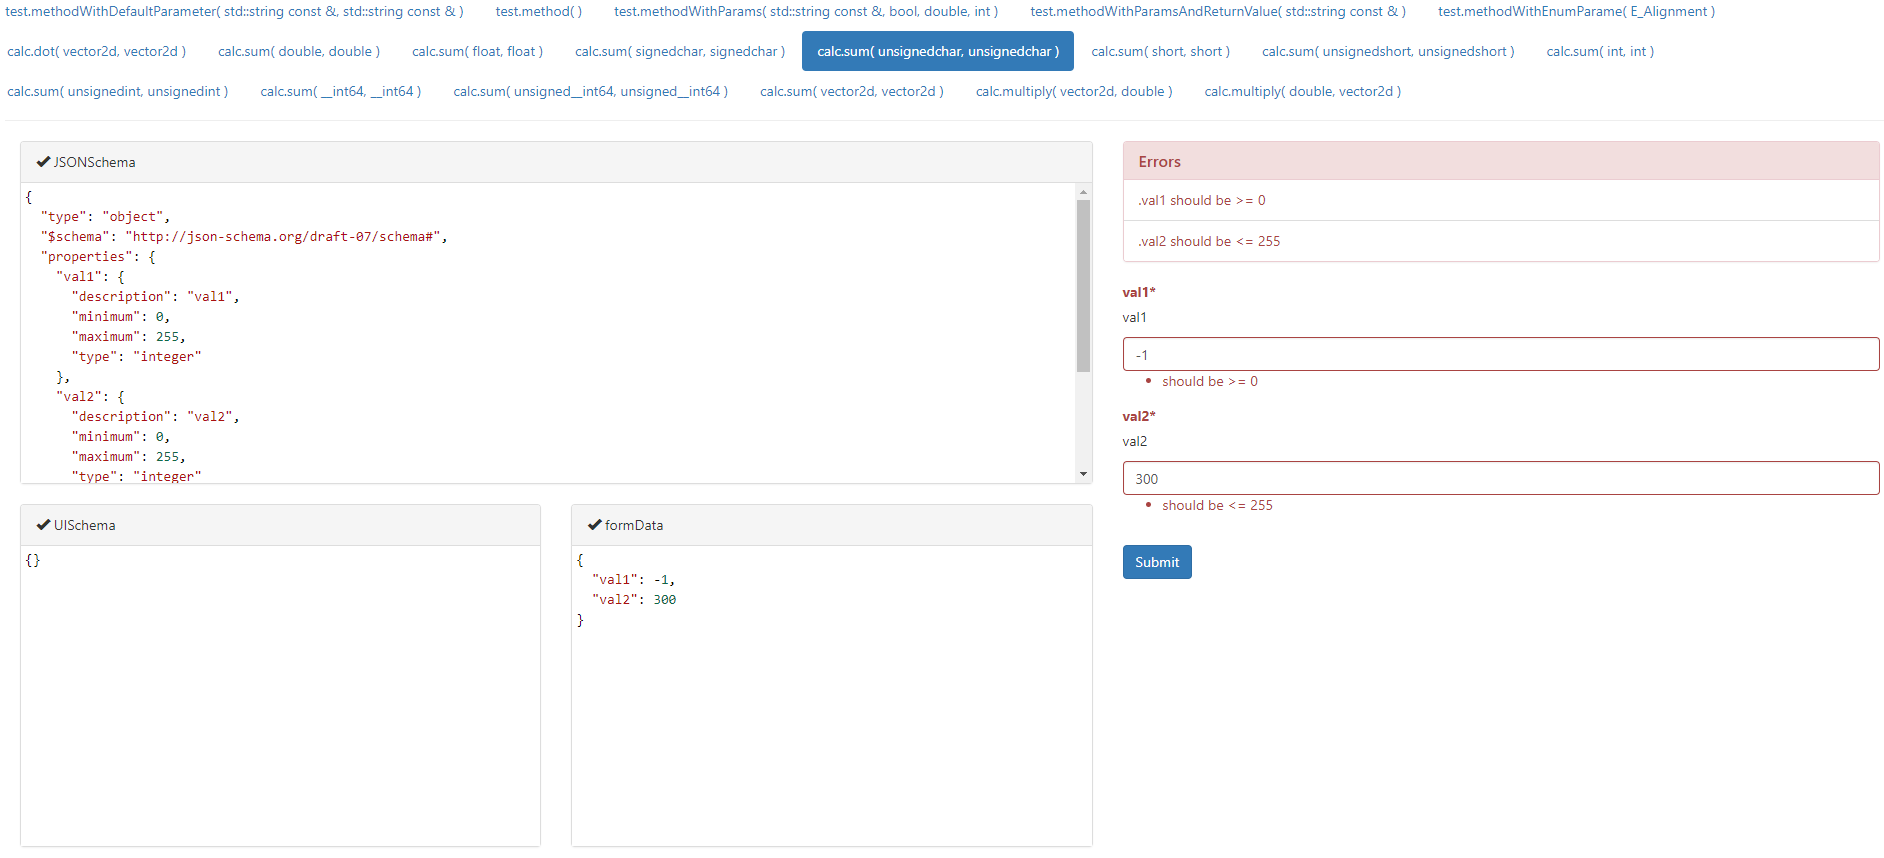 test.methodWithDefaultParameter( std::string const &, std::string const & ) test.method( ) test.methodWithParams( std::string const &, bool, double, int ) test.methodWithParamsAndReturnValue( std::string const & ) test.methodWithEnumParame( E_Alignment )
calc.dot( vector2d, vector2d ) calc.sum( double, double ) calc.sum( float, float ) calc.sum( signedchar, signedchar ) calc.sum( unsignedchar, unsignedchar ) calc.sum( short, short ) calc.sum( unsignedshort, unsignedshort ) calc.sum( int, int )
calc.sum( unsignedint, unsignedint ) calc.sum( __int64, __int64 ) calc.sum( unsigned__int64, unsigned__int64 ) calc.sum( vector2d, vector2d ) calc.multiply( vector2d, double ) calc.multiply( double, vector2d )
JSONSchema
{
"type": "object",
"$schema": "http://json-schema.org/draft-07/schema#",
"properties": {
"val1": {
"description": "val1",
"minimum": 0,
"maximum": 255,
"type": "integer"
},
"val2": {
"description": "val2",
"minimum": 0,
"maximum": 255,
"type": "integer"
UISchema
{}
formData
{
"val1": -1,
"val2": 300
}
Errors
.val1 should be >= 0
.val2 should be <= 255
val1*
val1
-1
should be >= 0
val2*
val2
300
should be <= 255
Submit